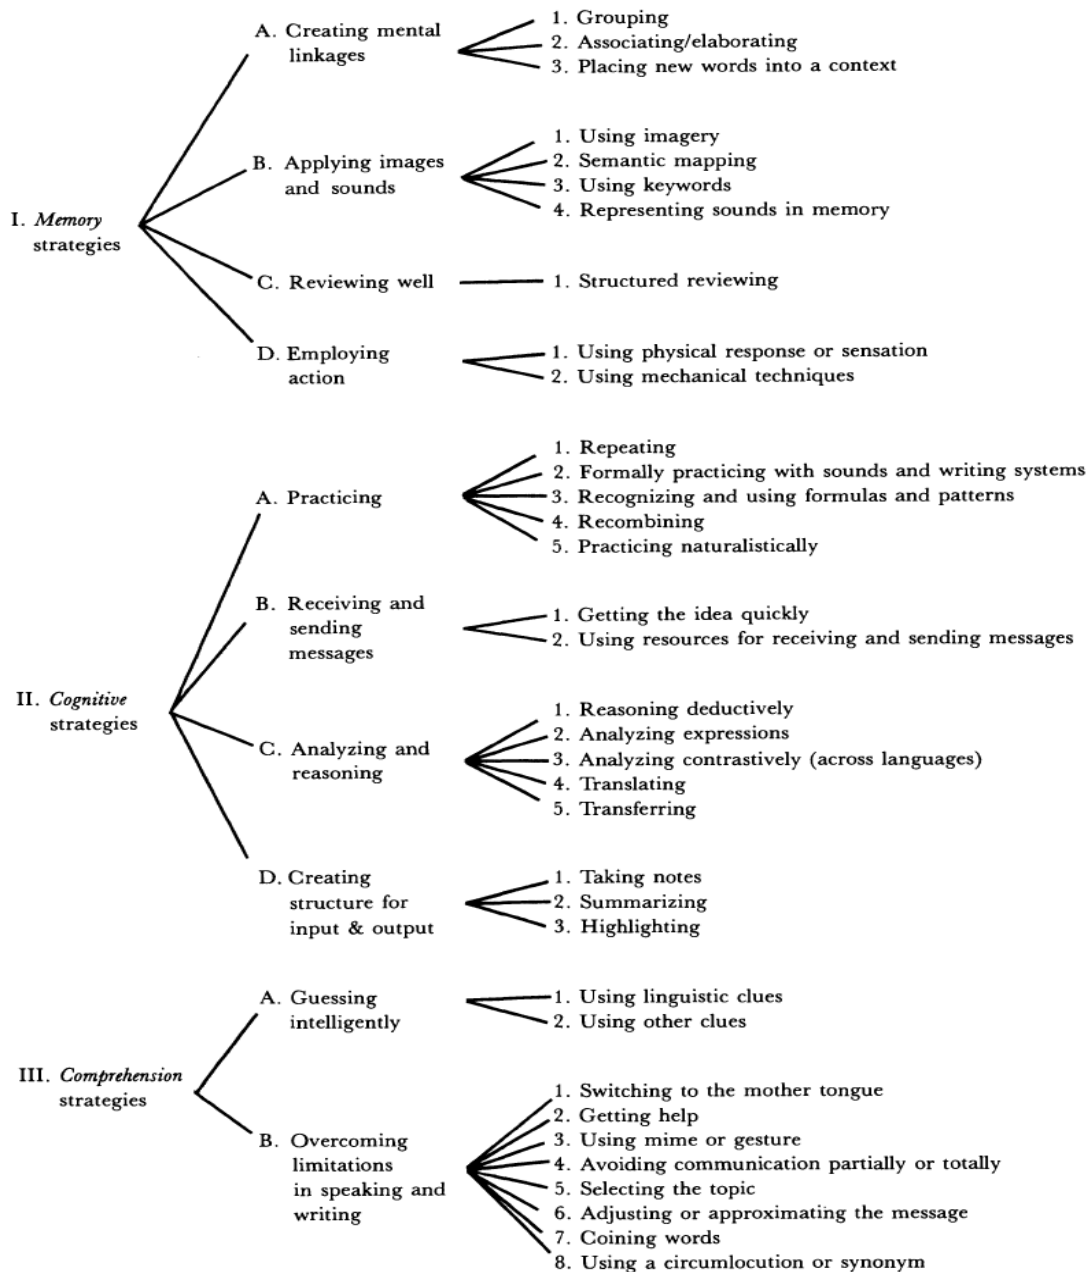 A. Creating mental
linkages
1. Grouping
2. Associating/elaborating
3. Placing new words into a context
B. Applying images
and sounds
1. Using imagery
2. Semantic mapping
3. Using keywords
4. Representing sounds in memory
I. Memory
strategies
C. Reviewing well
1. Structured reviewing
D. Employing
action
1. Using physical response or sensation
2. Using mechanical techniques
A. Practicing
1. Repeating
2. Formally practicing with sounds and writing systems
3. Recognizing and using formulas and patterns
4. Recombining
5. Practicing naturalistically
B. Receiving and
sending
messages
1. Getting the idea quickly
2. Using resources for receiving and sending messages
II. Cognitive
strategies
C. Analyzing and
reasoning
1. Reasoning deductively
2. Analyzing expressions
3. Analyzing contrastively (across languages)
4. Translating
5. Transferring
D. Creating
structure for
input & output
1. Taking notes
2. Summarizing
3. Highlighting
A. Guessing
intelligently
1. Using linguistic clues
2. Using other clues
III. Comprehension
strategies
B. Overcoming
limitations
in speaking and
writing
1. Switching to the mother tongue
2. Getting help
3. Using mime or gesture
4. Avoiding communication partially or totally
5. Selecting the topic
6. Adjusting or approximating the message
7. Coining words
8. Using a circumlocution or synonym